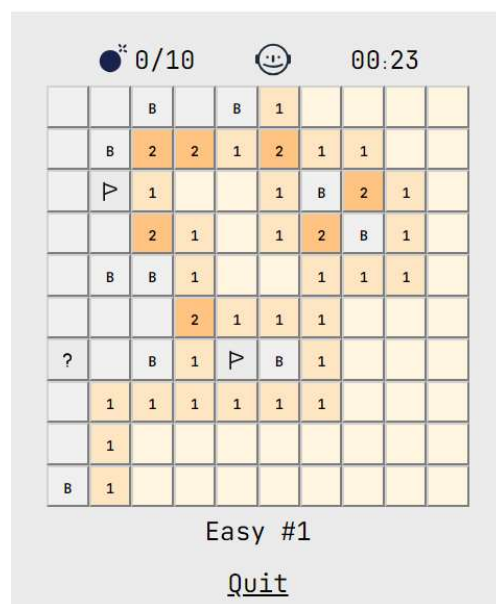 0/10 00:23
B B 1
B 2 2 1 2 1 1
1 1 B 2 1
2 1 1 2 B 1
B B 1 1 1 1
2 1 1 1
? B 1 B 1
1 1 1 1 1 1
1
B 1
Easy #1
Quit